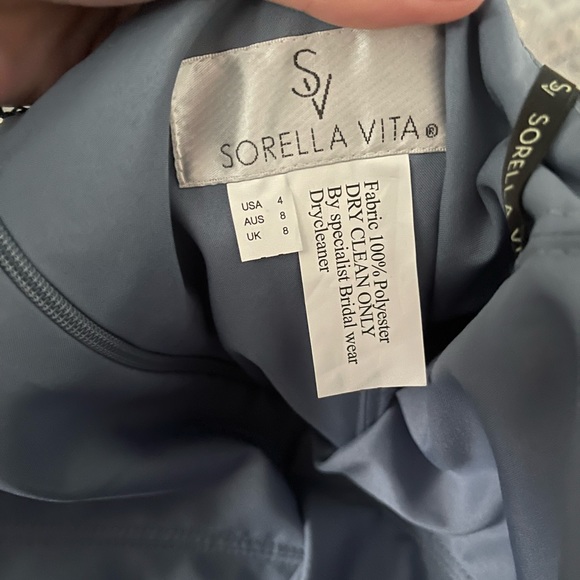 SV
SORELLA VITA®
USA 4
AUS 8
UK 8
Fabric 100% Polyester
DRY CLEAN ONLY
By specialist Bridal wear
Drycleaner
SV SORELLA V